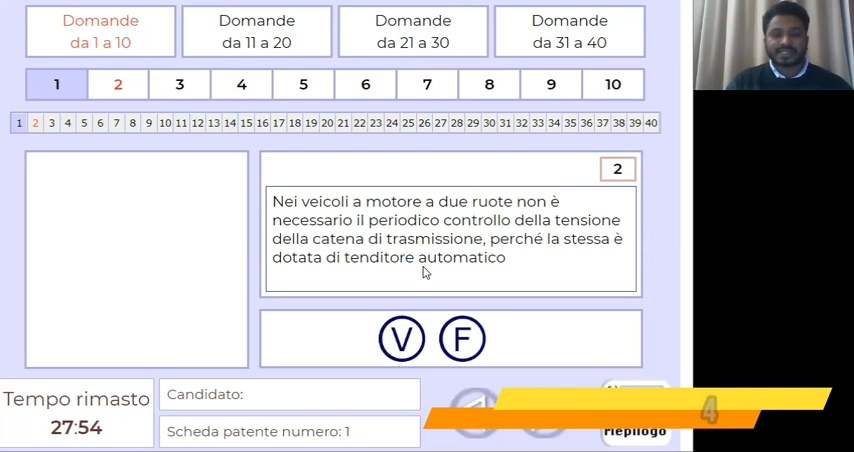 Domande
da 1 a 10
Domande
da 11 a 20
Domande
da 21 a 30
Domande
da 31 a 40
1 2 3 4 5 6 7 8 9 10
1 2 3 4 5 6 7 8 9 10 11 12 13 14 15 16 17 18 19 20 21 22 23 24 25 26 27 28 29 30 31 32 33 34 35 36 37 38 39 40
2
Nei veicoli a motore a due ruote non è
necessario il periodico controllo della tensione
della catena di trasmissione, perché la stessa è
dotata di tenditore automatico
V F
Tempo rimasto
27:54
Candidato:
Scheda patente numero: 1
4
Riepilogo